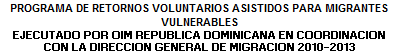 PROGRAMA DE RETORNOS VOLUNTARIOS ASISTIDOS PARA MIGRANTES
VULNERABLES
EJECUTADO POR OIM REPUBLICA DOMINICANA EN COORDINACION
CON LA DIRECCION GENERAL DE MIGRACION 2010-2013